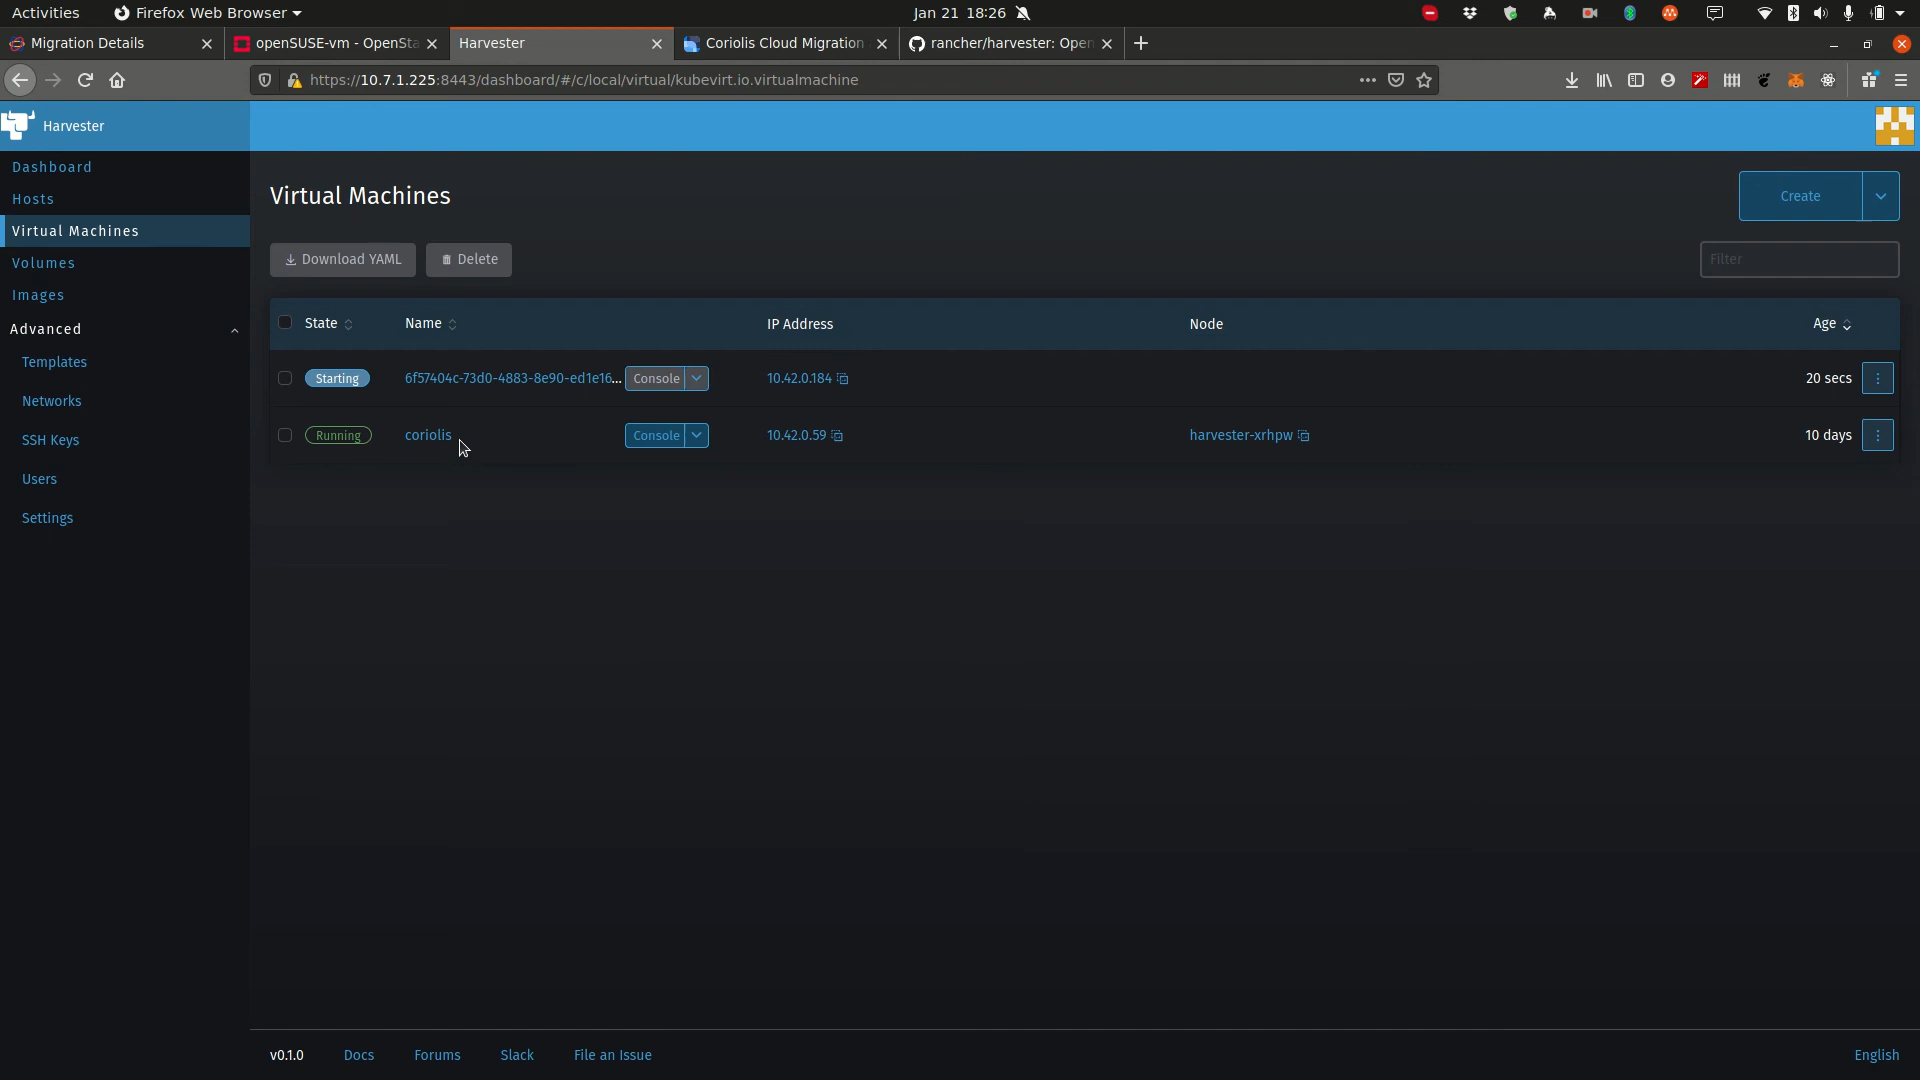 Activities Firefox Web Browser Jan 21 18:26
Migration Details openSUSE-vm - OpenSta Harvester Coriolis Cloud Migration rancher/harvester: Open
https://10.7.1.225:8443/dashboard/#/c/local/virtual/kubevirt.io.virtualmachine
Harvester
Dashboard
Hosts
Virtual Machines
Volumes
Images
Advanced
Templates
Networks
SSH Keys
Users
Settings
Virtual Machines
Create
Download YAML Delete
Filter
State Name IP Address Node Age
Starting 6f57404c-73d0-4883-8e90-ed1e16... Console 10.42.0.184 20 secs
Running coriolis Console 10.42.0.59 harvester-xrhpw 10 days
v0.1.0 Docs Forums Slack File an Issue English